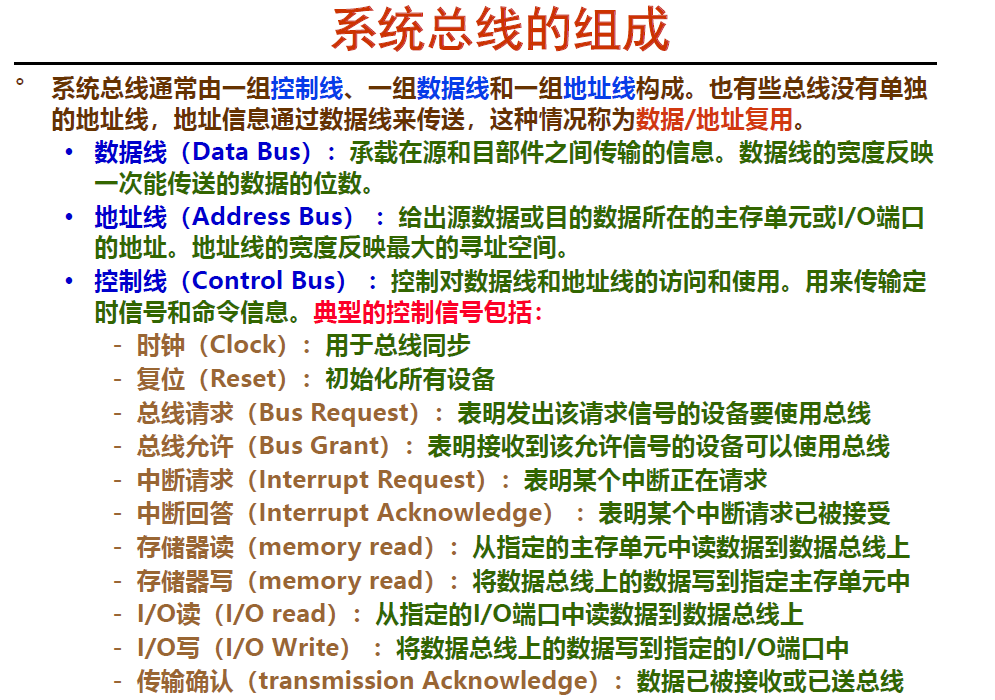 系统总线的组成
° 系统总线通常由一组控制线、一组数据线和一组地址线构成。也有些总线没有单独
的地址线，地址信息通过数据线来传送，这种情况称为数据/地址复用。
• 数据线（Data Bus）：承载在源和目部件之间传输的信息。数据线的宽度反映
一次能传送的数据的位数。
• 地址线（Address Bus）：给出源数据或目的数据所在的主存单元或I/O端口
的地址。地址线的宽度反映最大的寻址空间。
• 控制线（Control Bus）：控制对数据线和地址线的访问和使用。用来传输定
时信号和命令信息。典型的控制信号包括：
- 时钟（Clock）：用于总线同步
- 复位（Reset）：初始化所有设备
- 总线请求（Bus Request）：表明发出该请求信号的设备要使用总线
- 总线允许（Bus Grant）：表明接收到该允许信号的设备可以使用总线
- 中断请求（Interrupt Request）：表明某个中断正在请求
- 中断回答（Interrupt Acknowledge）：表明某个中断请求已被接受
- 存储器读（memory read）：从指定的主存单元中读数据到数据总线上
- 存储器写（memory read）：将数据总线上的数据写到指定主存单元中
- I/O读（I/O read）：从指定的I/O端口中读数据到数据总线上
- I/O写（I/O Write）：将数据总线上的数据写到指定的I/O端口中
- 传输确认（transmission Acknowledge）：数据已被接收或已送总线